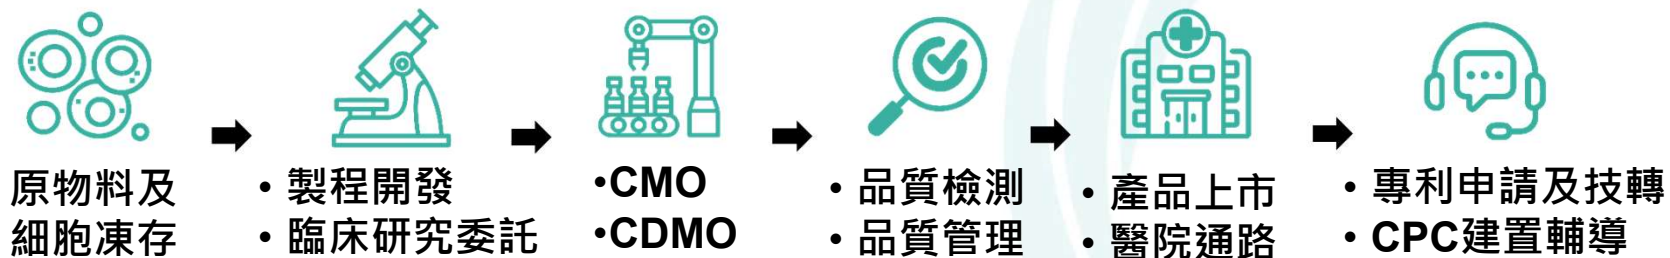 原物料及
細胞凍存
• 製程開發
• 臨床研究委託
•CMO
•CDMO
• 品質檢測
• 品質管理
• 產品上市
• 醫院通路
• 專利申請及技轉
• CPC建置輔導